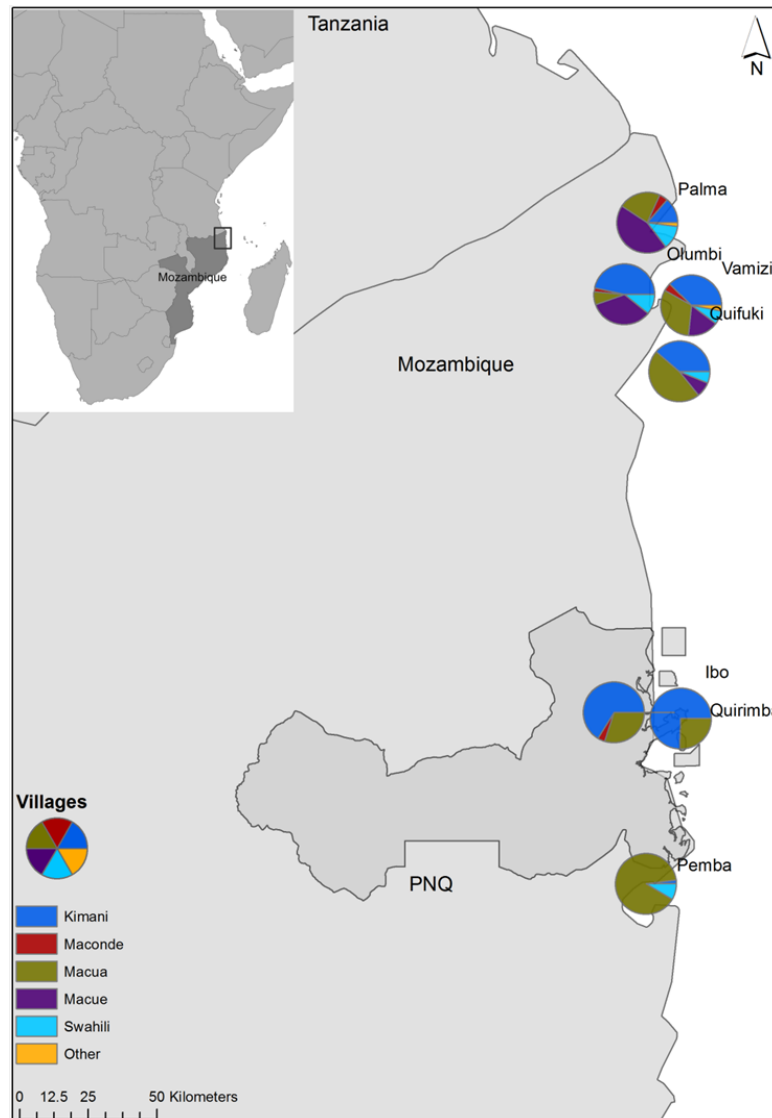 Tanzania
N
Palma
Olumbi
Vamizi
Mozambique
Quifuki
Mozambique
Ibo
Quirimba
Villages
Pemba
PNQ
Kimani
Maconde
Macua
Macue
Swahili
Other
0 12.5 25 50 Kilometers